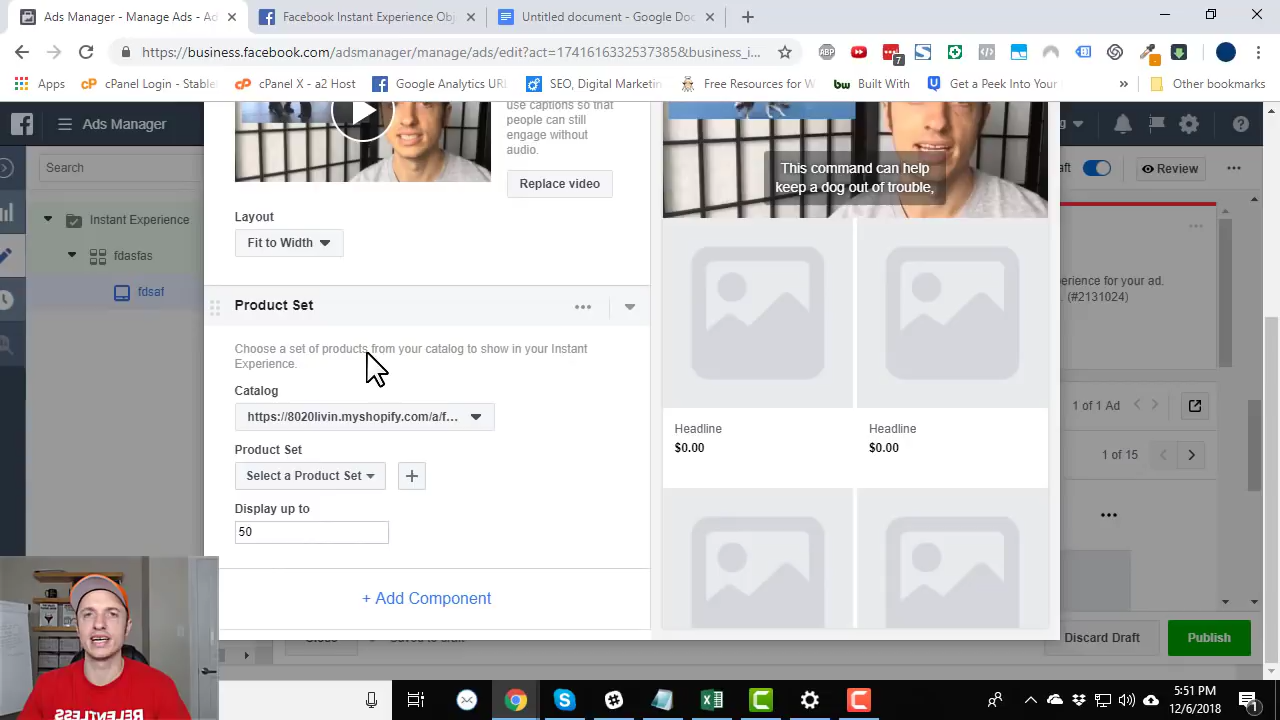 Ads Manager - Manage Ads - Ad
Facebook Instant Experience Obj
Untitled document - Google Doc
https://business.facebook.com/adsmanager/manage/ads/edit?act=1741616332537385&business_i...
ABP
7
Apps
cPanel Login - Stable
cPanel X - a2 Host
Google Analytics URL
SEO, Digital Marketin
Free Resources for W
bw
Built With
Get a Peek Into Your
»
Other bookmarks
Ads Manager
Search
Instant Experience
fdasfas
fdsaf
use captions so that
people can still
engage without
audio.
Replace video
Layout
Fit to Width
Product Set
Choose a set of products from your catalog to show in your Instant
Experience.
Catalog
https://8020livin.myshopify.com/a/f...
Product Set
Select a Product Set
Display up to
50
+ Add Component
This command can help
keep a dog out of trouble,
Headline
$0.00
Headline
$0.00
Review
erience for your ad.
(#2131024)
1 of 1 Ad
1 of 15
Discard Draft
Publish
RELENTLESS
5:51 PM
12/6/2018
1